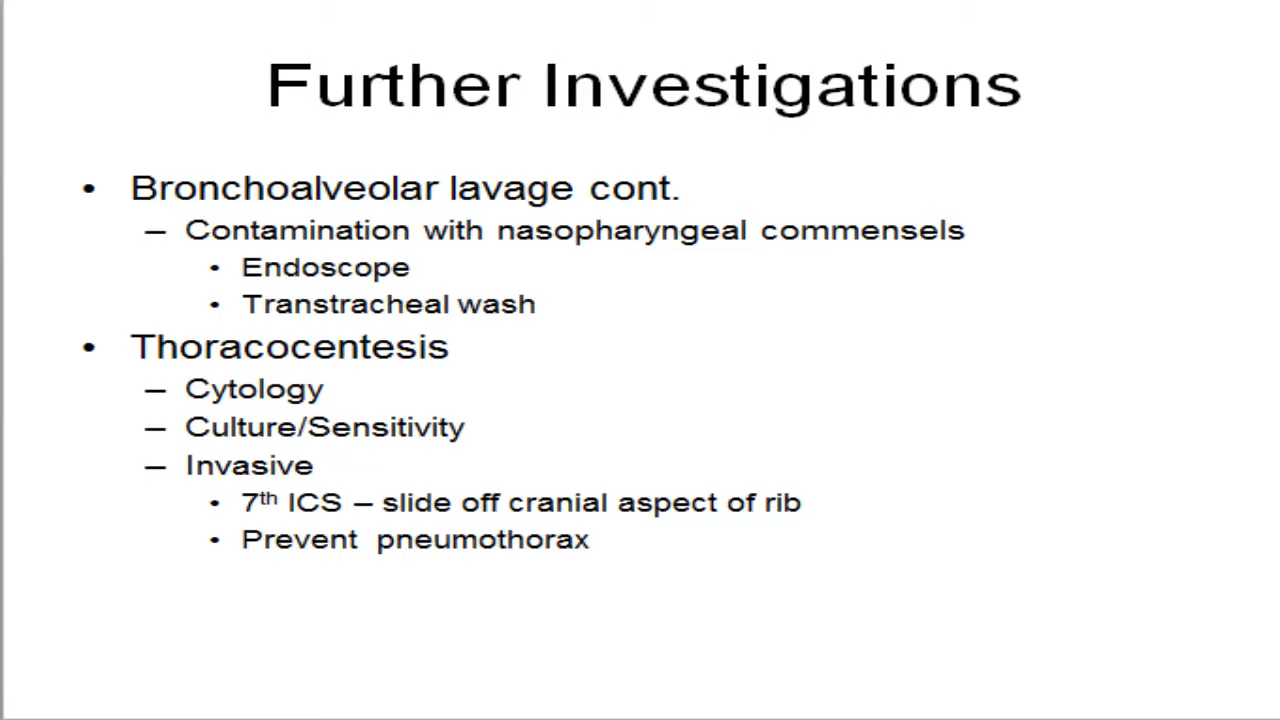 Further Investigations
• Bronchoalveolar lavage cont.
– Contamination with nasopharyngeal commensels
• Endoscope
• Transtracheal wash
• Thoracocentesis
– Cytology
– Culture/Sensitivity
– Invasive
• 7th ICS – slide off cranial aspect of rib
• Prevent pneumothorax